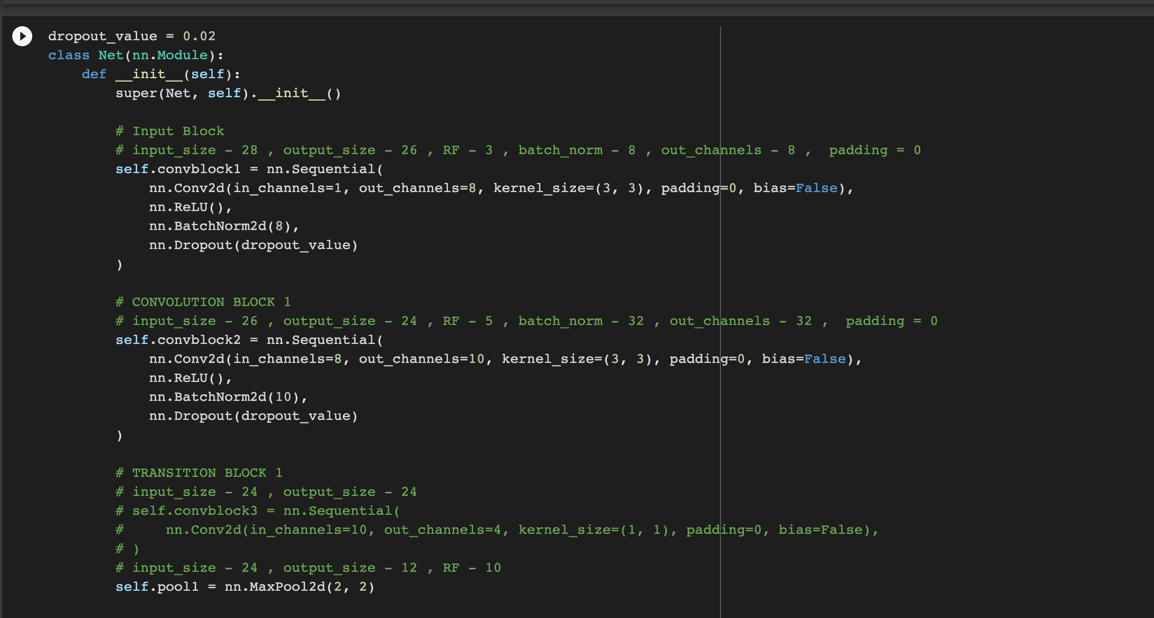 dropout_value = 0.02
class Net(nn.Module):
    def __init__(self):
        super(Net, self).__init__()

        # Input Block
        # input_size - 28 , output_size - 26 , RF - 3 , batch_norm - 8 , out_channels - 8 ,  padding = 0
        self.convblock1 = nn.Sequential(
            nn.Conv2d(in_channels=1, out_channels=8, kernel_size=(3, 3), padding=0, bias=False),
            nn.ReLU(),
            nn.BatchNorm2d(8),
            nn.Dropout(dropout_value)
        )

        # CONVOLUTION BLOCK 1
        # input_size - 26 , output_size - 24 , RF - 5 , batch_norm - 32 , out_channels - 32 ,  padding = 0
        self.convblock2 = nn.Sequential(
            nn.Conv2d(in_channels=8, out_channels=10, kernel_size=(3, 3), padding=0, bias=False),
            nn.ReLU(),
            nn.BatchNorm2d(10),
            nn.Dropout(dropout_value)
        )

        # TRANSITION BLOCK 1
        # input_size - 24 , output_size - 24
        # self.convblock3 = nn.Sequential(
        #     nn.Conv2d(in_channels=10, out_channels=4, kernel_size=(1, 1), padding=0, bias=False),
        # )
        # input_size - 24 , output_size - 12 , RF - 10
        self.pool1 = nn.MaxPool2d(2, 2)